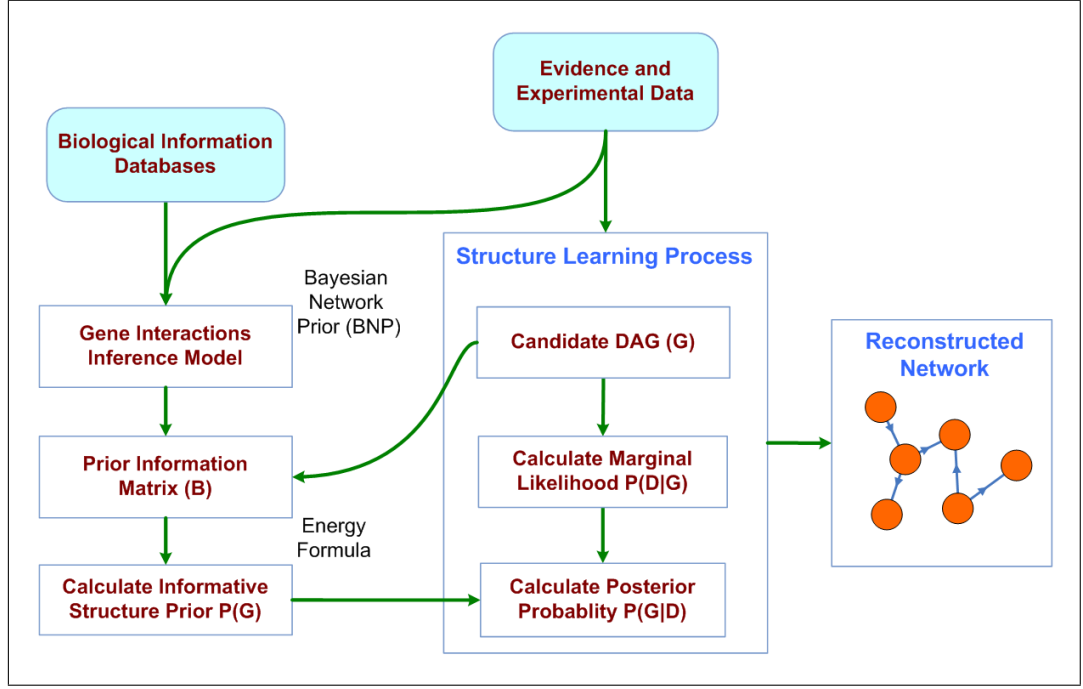 Evidence and
Experimental Data
Biological Information
Databases
Structure Learning Process
Bayesian
Network
Prior (BNP)
Gene Interactions
Inference Model
Candidate DAG (G)
Reconstructed
Network
Prior Information
Matrix (B)
Calculate Marginal
Likelihood P(D|G)
Energy
Formula
Calculate Informative
Structure Prior P(G)
Calculate Posterior
Probablity P(G|D)